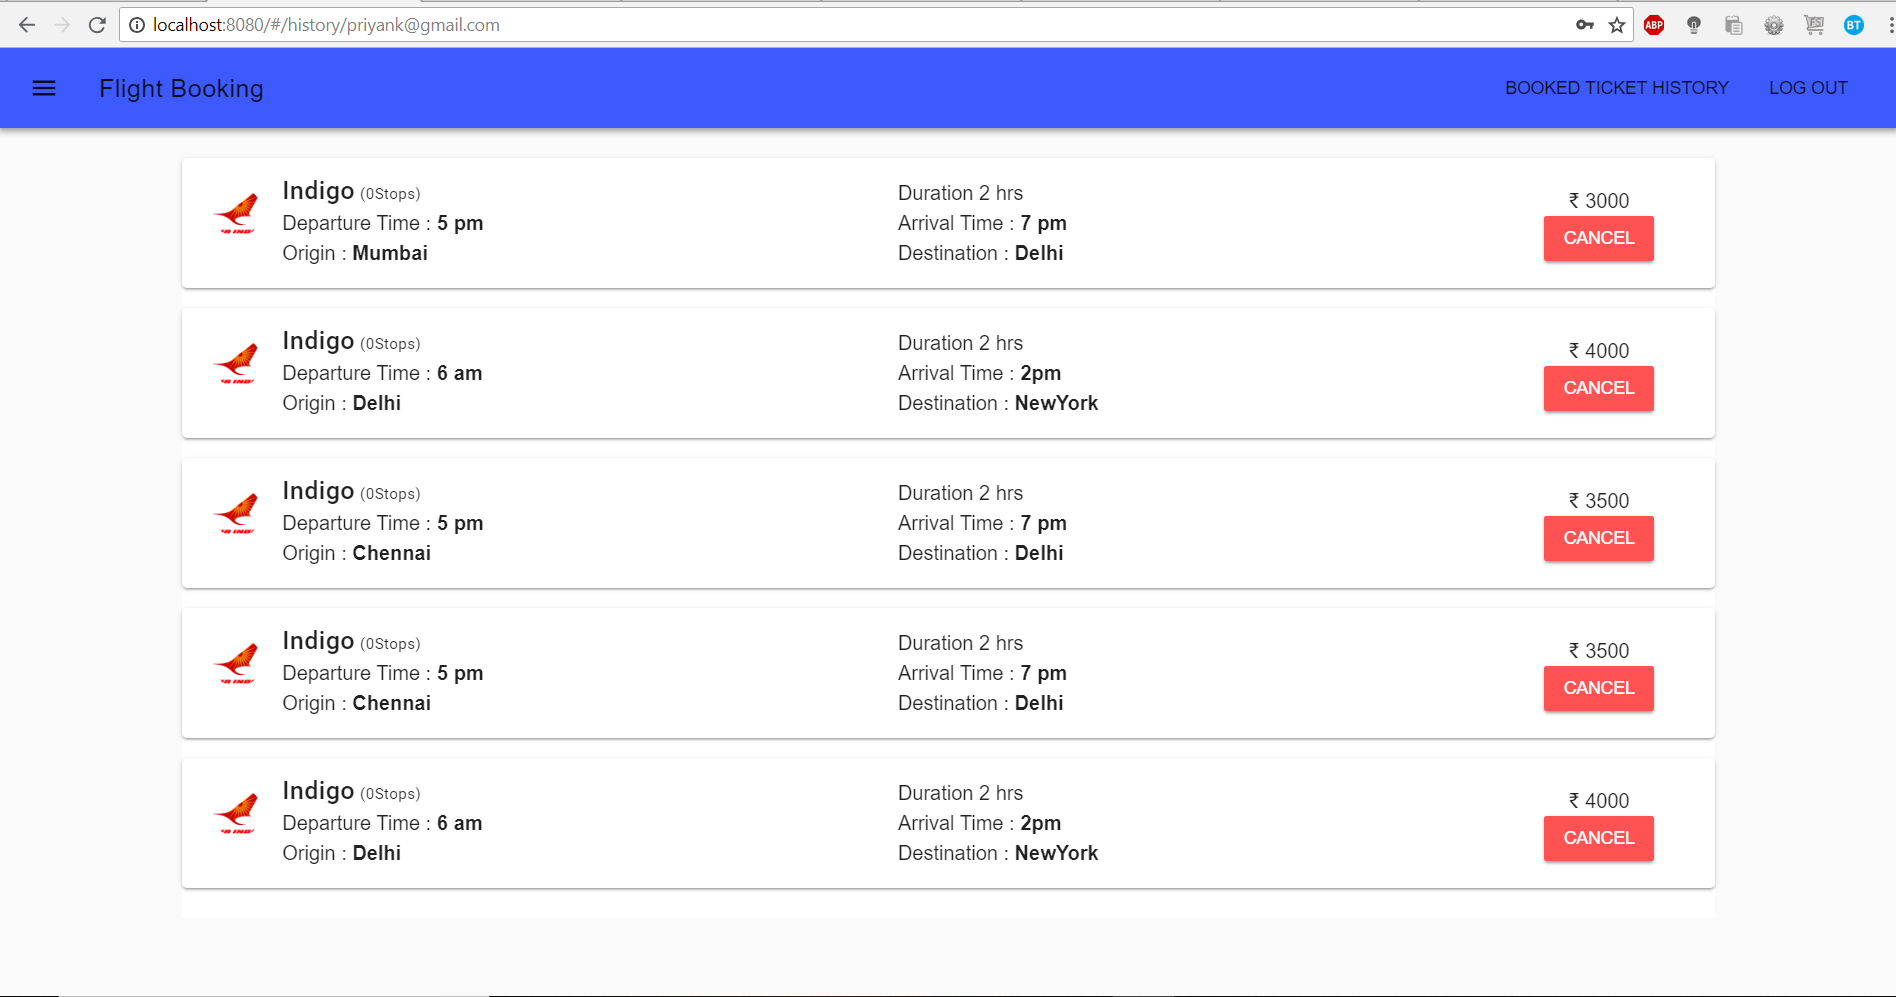 localhost:8080/#/history/priyank@gmail.com
ABP
BT
Flight Booking
BOOKED TICKET HISTORY
LOG OUT
Indigo (0Stops)
Departure Time : 5 pm
Origin : Mumbai
Duration 2 hrs
Arrival Time : 7 pm
Destination : Delhi
₹ 3000
CANCEL
Indigo (0Stops)
Departure Time : 6 am
Origin : Delhi
Duration 2 hrs
Arrival Time : 2pm
Destination : NewYork
₹ 4000
CANCEL
Indigo (0Stops)
Departure Time : 5 pm
Origin : Chennai
Duration 2 hrs
Arrival Time : 7 pm
Destination : Delhi
₹ 3500
CANCEL
Indigo (0Stops)
Departure Time : 5 pm
Origin : Chennai
Duration 2 hrs
Arrival Time : 7 pm
Destination : Delhi
₹ 3500
CANCEL
Indigo (0Stops)
Departure Time : 6 am
Origin : Delhi
Duration 2 hrs
Arrival Time : 2pm
Destination : NewYork
₹ 4000
CANCEL